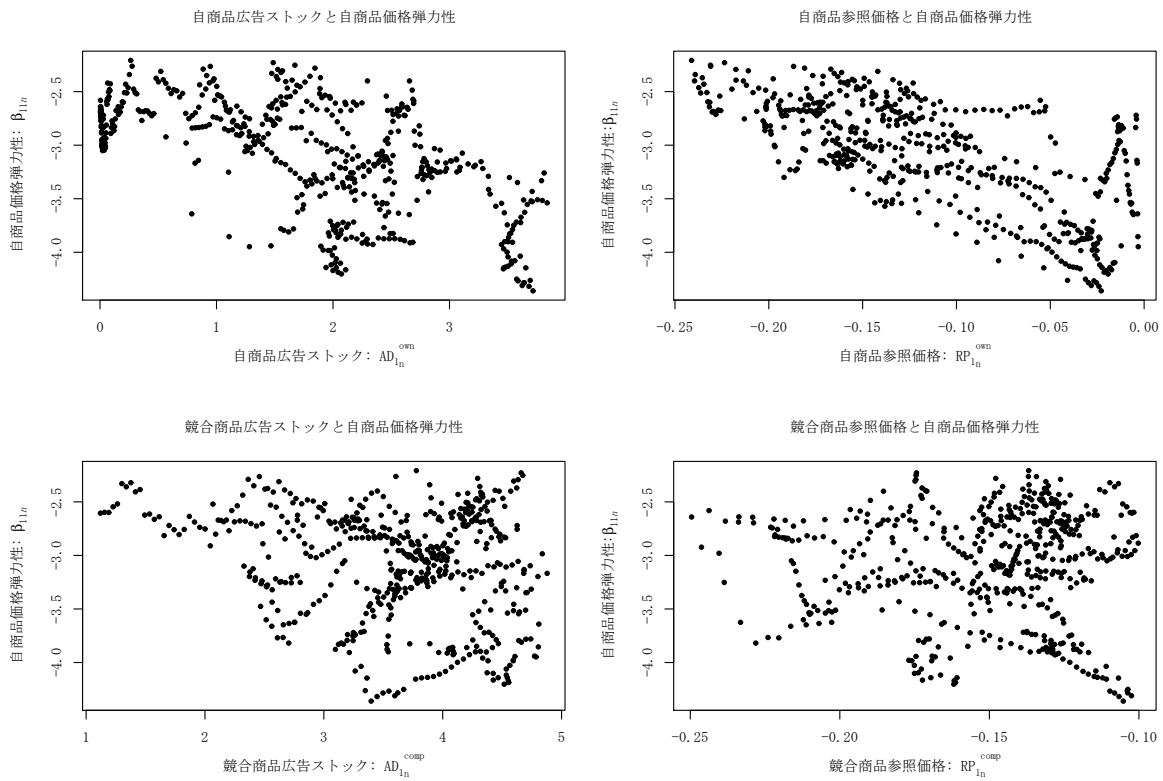 自商品広告ストックと自商品価格弾力性
自商品価格弾力性: β11n
-2.5
-3.0
-3.5
-4.0
0 1 2 3
自商品広告ストック: AD1n own
自商品参照価格と自商品価格弾力性
自商品価格弾力性:β11n
-2.5
-3.0
-3.5
-4.0
-0.25 -0.20 -0.15 -0.10 -0.05 0.00
自商品参照価格: RP1n own
競合商品広告ストックと自商品価格弾力性
自商品価格弾力性: β11n
-2.5
-3.0
-3.5
-4.0
1 2 3 4 5
競合商品広告ストック: AD1n comp
競合商品参照価格と自商品価格弾力性
自商品価格弾力性:β11n
-2.5
-3.0
-3.5
-4.0
-0.25 -0.20 -0.15 -0.10
競合商品参照価格: RP1n comp